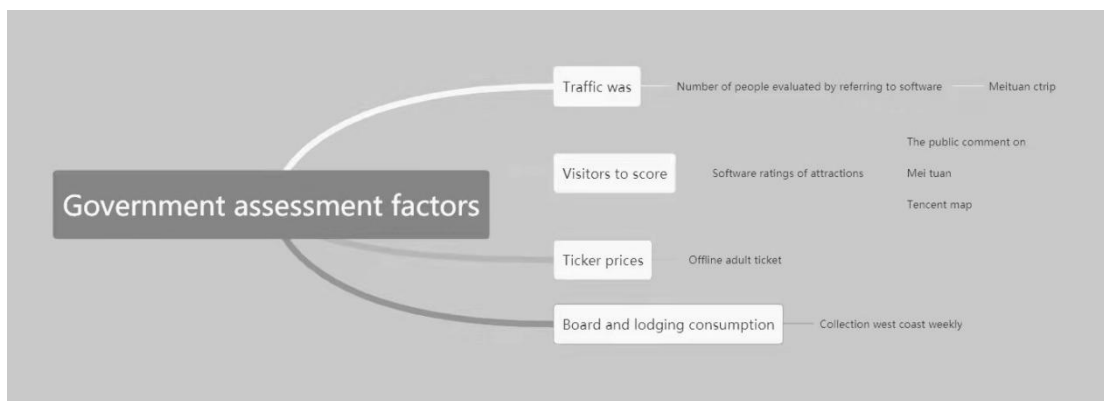 Government assessment factors
Traffic was
Number of people evaluated by referring to software
Meituan ctrip
Visitors to score
Software ratings of attractions
The public comment on
Mei tuan
Tencent map
Ticker prices
Offline adult ticket
Board and lodging consumption
Collection west coast weekly